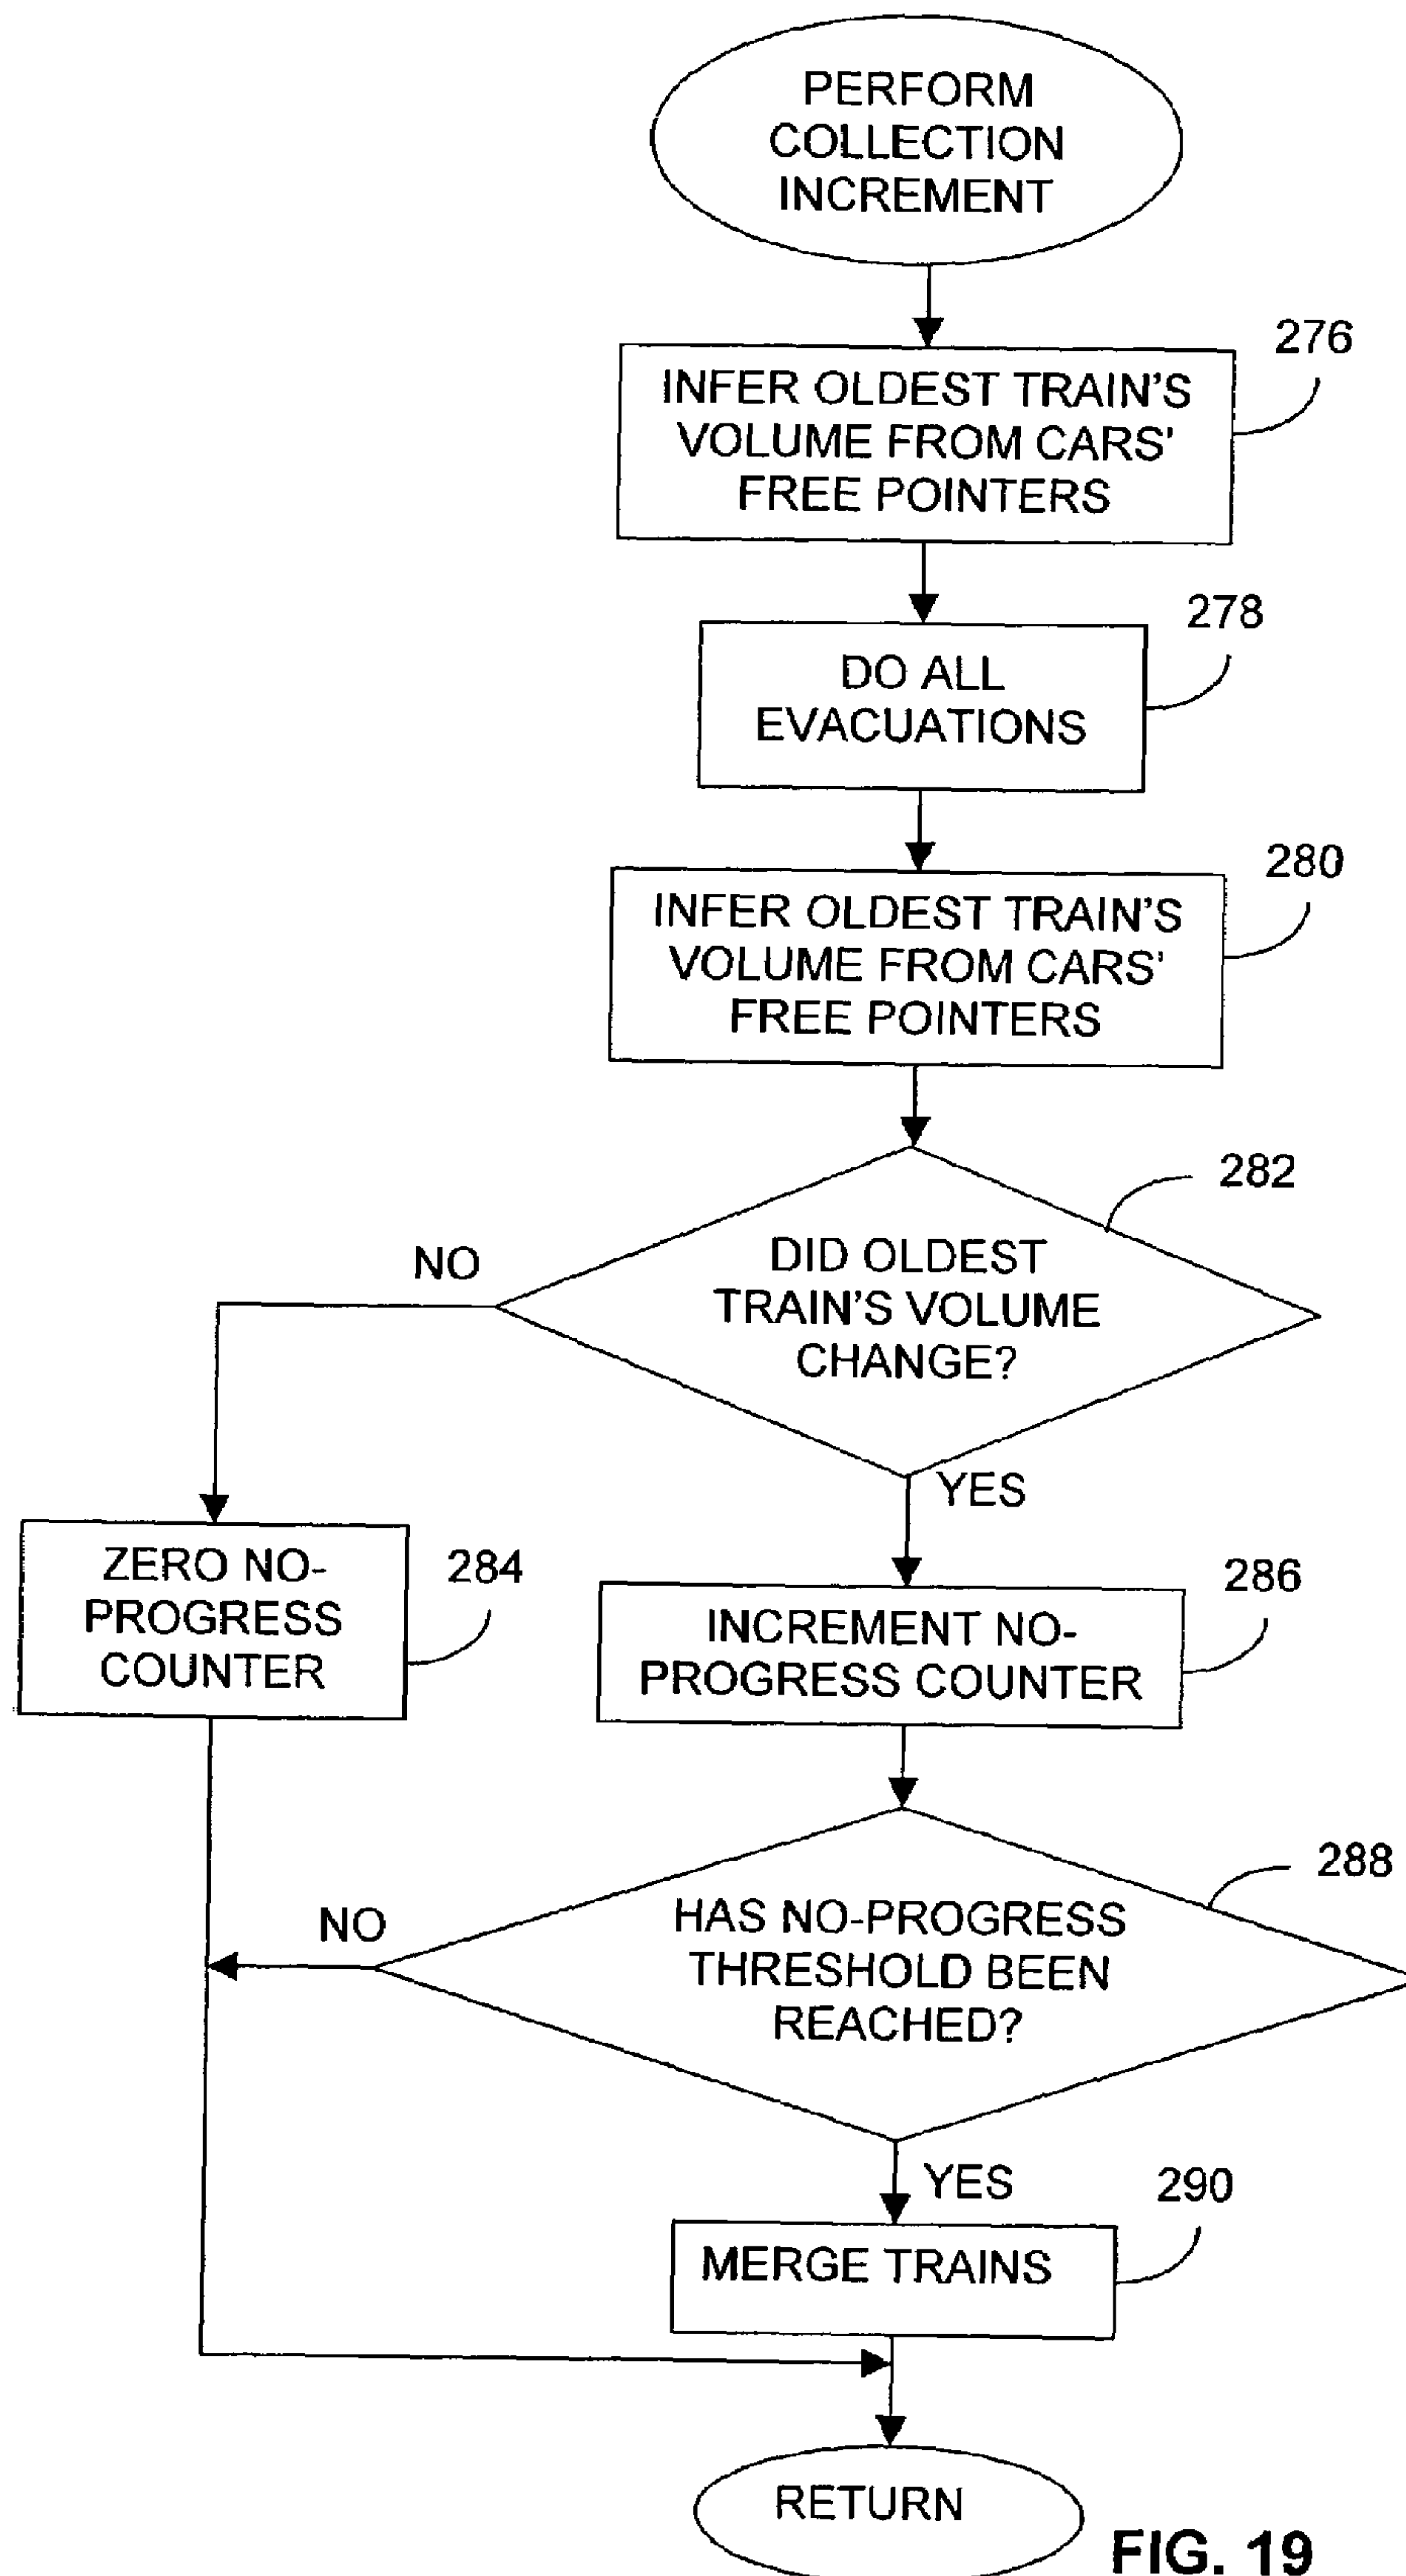 PERFORM
COLLECTION
INCREMENT
276
INFER OLDEST TRAIN'S
VOLUME FROM CARS'
FREE POINTERS
278
DO ALL
EVACUATIONS
280
INFER OLDEST TRAIN'S
VOLUME FROM CARS'
FREE POINTERS
282
DID OLDEST
TRAIN'S VOLUME
CHANGE?
NO
YES
ZERO NO-
PROGRESS
COUNTER
284
INCREMENT NO-
PROGRESS COUNTER
286
288
HAS NO-PROGRESS
THRESHOLD BEEN
REACHED?
NO
YES
290
MERGE TRAINS
RETURN
FIG. 19